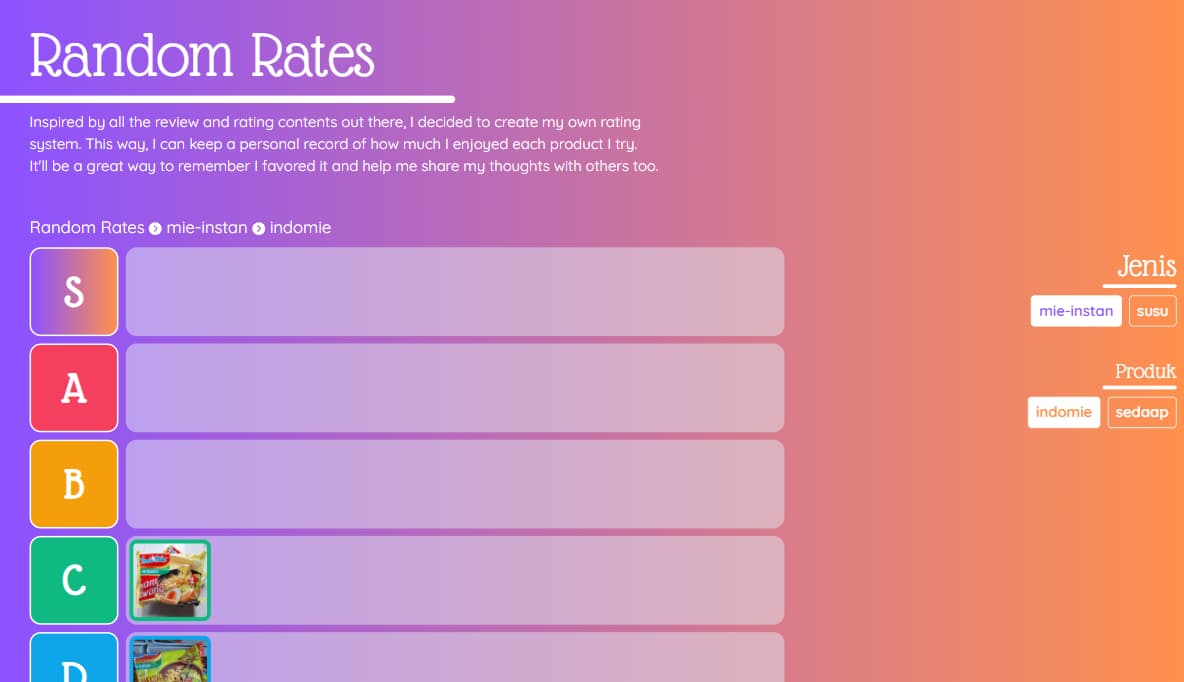 Random Rates
Inspired by all the review and rating contents out there, I decided to create my own rating
system. This way, I can keep a personal record of how much I enjoyed each product I try.
It'll be a great way to remember I favored it and help me share my thoughts with others too.
Random Rates mie-instan indomie
S
Jenis
mie-instan susu
A
Produk
indomie sedaap
B
C
D